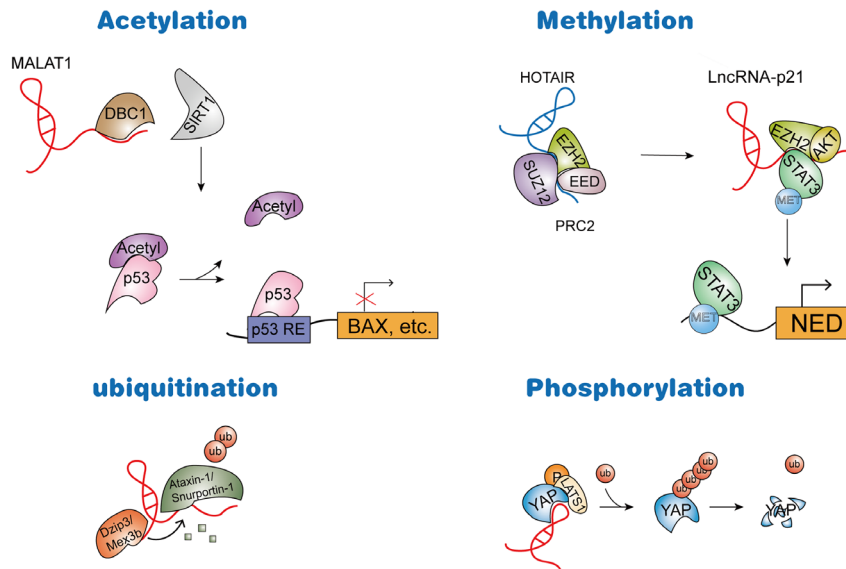 Acetylation
MALAT1
DBC1
SIRT1
Acetyl
Acetyl
p53
p53
p53 RE
BAX, etc.
Methylation
HOTAIR
EZH2
SUZ12
EED
PRC2
LncRNA-p21
EZH2
AKT
STAT3
MET
STAT3
MET
NED
ubiquitination
ub
ub
Ataxin-1/
Snurportin-1
Dzip3/
Mex3b
Phosphorylation
P
LATS1
YAP
ub
ub
ub
ub
ub
YAP
ub
YAP